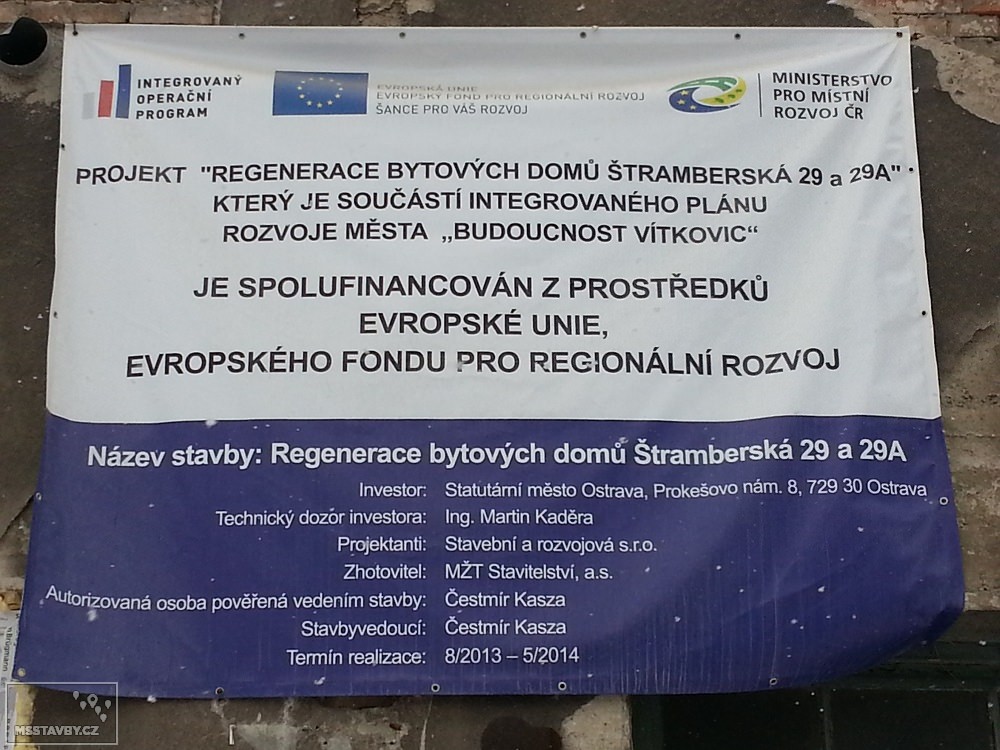 INTEGROVANÝ
OPERAČNÍ
PROGRAM
EVROPSKÁ UNIE
EVROPSKÝ FOND PRO REGIONÁLNÍ ROZVOJ
ŠANCE PRO VÁŠ ROZVOJ
MINISTERSTVO
PRO MÍSTNÍ
ROZVOJ ČR
PROJEKT "REGENERACE BYTOVÝCH DOMŮ ŠTRAMBERSKÁ 29 a 29A"
KTERÝ JE SOUČÁSTÍ INTEGROVANÉHO PLÁNU
ROZVOJE MĚSTA „BUDOUCNOST VÍTKOVIC“
JE SPOLUFINANCOVÁN Z PROSTŘEDKŮ
EVROPSKÉ UNIE,
EVROPSKÉHO FONDU PRO REGIONÁLNÍ ROZVOJ
Název stavby: Regenerace bytových domů Štramberská 29 a 29A
Investor: Statutární město Ostrava, Prokešovo nám. 8, 729 30 Ostrava
Technický dozor investora: Ing. Martin Kaděra
Projektanti: Stavební a rozvojová s.r.o.
Zhotovitel: MŽT Stavitelství, a.s.
Autorizovaná osoba pověřená vedením stavby: Čestmír Kasza
Stavbyvedoucí: Čestmír Kasza
Termín realizace: 8/2013 – 5/2014
Brügmann
MSSTAVBY.CZ